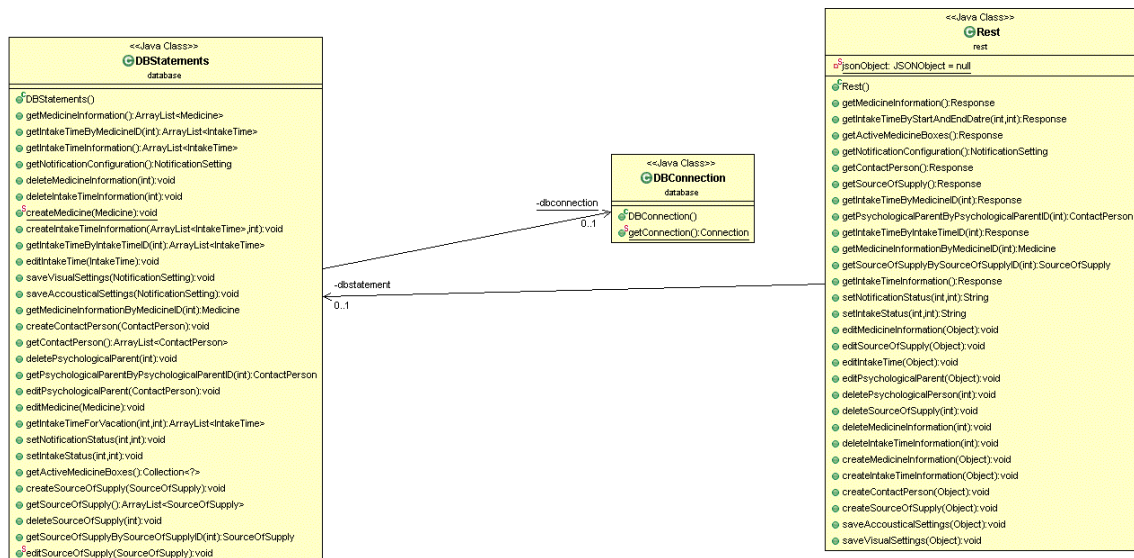 <<Java Class>>
DBStatements
database
DBStatements()
getMedicineInformation():ArrayList<Medicine>
getIntakeTimeByMedicineID(int):ArrayList<IntakeTime>
getIntakeTimeInformation():ArrayList<IntakeTime>
getNotificationConfiguration():NotificationSetting
deleteMedicineInformation(int):void
deleteIntakeTimeInformation(int):void
createMedicine(Medicine):void
createIntakeTimeInformation(ArrayList<IntakeTime>,int):void
getIntakeTimeByIntakeTimeID(int):ArrayList<IntakeTime>
editIntakeTime(IntakeTime):void
saveVisualSettings(NotificationSetting):void
saveAccousticalSettings(NotificationSetting):void
getMedicineInformationByMedicineID(int):Medicine
createContactPerson(ContactPerson):void
getContactPerson():ArrayList<ContactPerson>
deletePsychologicalParent(int):void
getPsychologicalParentByPsychologicalParentID(int):ContactPerson
editPsychologicalParent(ContactPerson):void
editMedicine(Medicine):void
getIntakeTimeForVacation(int,int):ArrayList<IntakeTime>
setNotificationStatus(int,int):void
setIntakeStatus(int,int):void
getActiveMedicineBoxes():Collection<?>
createSourceOfSupply(SourceOfSupply):void
getSourceOfSupply():ArrayList<SourceOfSupply>
deleteSourceOfSupply(int):void
getSourceOfSupplyBySourceOfSupplyID(int):SourceOfSupply
editSourceOfSupply(SourceOfSupply):void
-dbconnection
0..1
-dbstatement
0..1
<<Java Class>>
DBConnection
database
DBConnection()
getConnection():Connection
<<Java Class>>
Rest
rest
jsonObject: JSONObject = null
Rest()
getMedicineInformation():Response
getIntakeTimeByStartAndEndDatre(int,int):Response
getActiveMedicineBoxes():Response
getNotificationConfiguration():NotificationSetting
getContactPerson():Response
getSourceOfSupply():Response
getIntakeTimeByMedicineID(int):Response
getPsychologicalParentByPsychologicalParentID(int):ContactPerson
getIntakeTimeByIntakeTimeID(int):Response
getMedicineInformationByMedicineID(int):Medicine
getSourceOfSupplyBySourceOfSupplyID(int):SourceOfSupply
getIntakeTimeInformation():Response
setNotificationStatus(int,int):String
setIntakeStatus(int,int):String
editMedicineInformation(Object):void
editSourceOfSupply(Object):void
editIntakeTime(Object):void
editPsychologicalParent(Object):void
deletePsychologicalPerson(int):void
deleteSourceOfSupply(int):void
deleteMedicineInformation(int):void
deleteIntakeTimeInformation(int):void
createMedicineInformation(Object):void
createIntakeTimeInformation(Object):void
createContactPerson(Object):void
createSourceOfSupply(Object):void
saveAccousticalSettings(Object):void
saveVisualSettings(Object):void